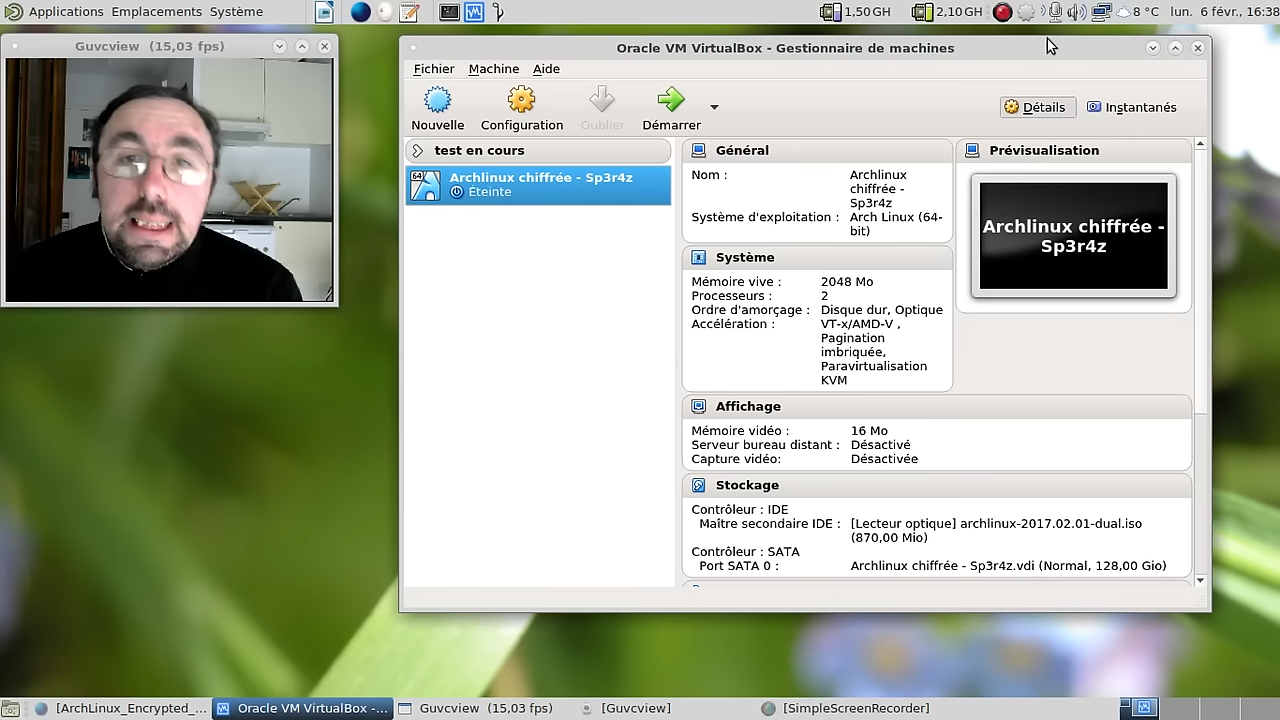 Applications Emplacements Système
1,50 GH 2,10 GH 8 °C lun. 6 févr., 16:38
Guvcview (15,03 fps)
Oracle VM VirtualBox - Gestionnaire de machines
Fichier Machine Aide
Nouvelle Configuration Oublier Démarrer
Détails Instantanés
test en cours
64
Archlinux chiffrée - Sp3r4z
Éteinte
Général
Nom : Archlinux
chiffrée -
Sp3r4z
Système d'exploitation : Arch Linux (64-
bit)
Prévisualisation
Archlinux chiffrée -
Sp3r4z
Système
Mémoire vive : 2048 Mo
Processeurs : 2
Ordre d'amorçage : Disque dur, Optique
Accélération : VT-x/AMD-V ,
Pagination
imbriquée,
Paravirtualisation
KVM
Affichage
Mémoire vidéo : 16 Mo
Serveur bureau distant : Désactivé
Capture vidéo: Désactivée
Stockage
Contrôleur : IDE
Maître secondaire IDE : [Lecteur optique] archlinux-2017.02.01-dual.iso
(870,00 Mio)
Contrôleur : SATA
Port SATA 0 : Archlinux chiffrée - Sp3r4z.vdi (Normal, 128,00 Gio)
[ArchLinux_Encrypted_... Oracle VM VirtualBox -... Guvcview (15,03 fps) [Guvcview] [SimpleScreenRecorder]